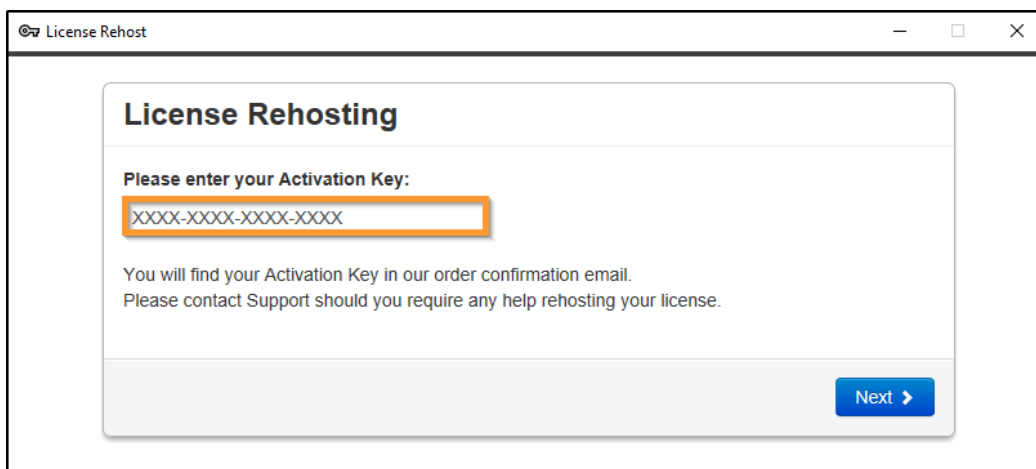 License Rehost
License Rehosting
Please enter your Activation Key:
XXXX-XXXX-XXXX-XXXX
You will find your Activation Key in our order confirmation email.
Please contact Support should you require any help rehosting your license.
Next